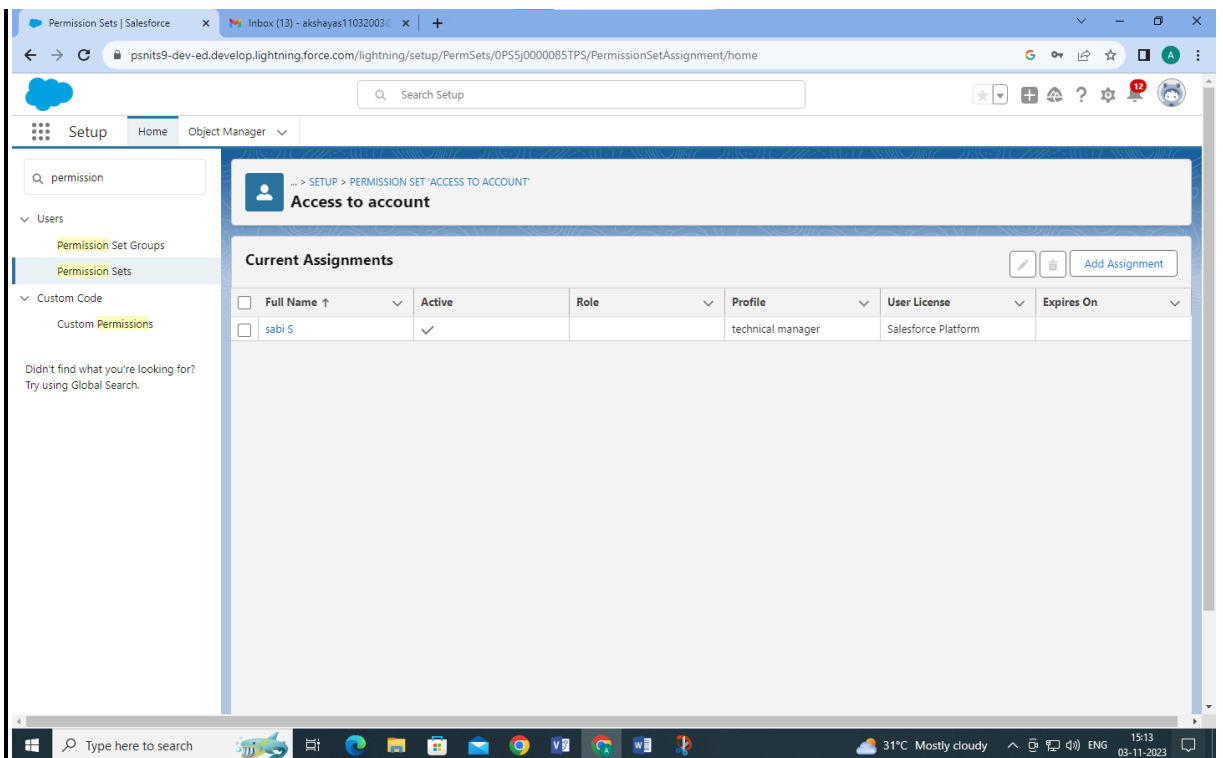 Permission Sets | Salesforce
Inbox (13) - akshayas11032003
psnits9-dev-ed.develop.lightning.force.com/lightning/setup/PermSets/0PS5j0000085TPS/PermissionSetAssignment/home
G
A
Search Setup
12
Setup Home Object Manager
permission
Users
Permission Set Groups
Permission Sets
Custom Code
Custom Permissions
Didn't find what you're looking for?
Try using Global Search.
... > SETUP > PERMISSION SET 'ACCESS TO ACCOUNT'
Access to account
Current Assignments
Add Assignment
Full Name ↑ Active Role Profile User License Expires On
sabi S technical manager Salesforce Platform
Type here to search
31°C Mostly cloudy
ENG
15:13
03-11-2023